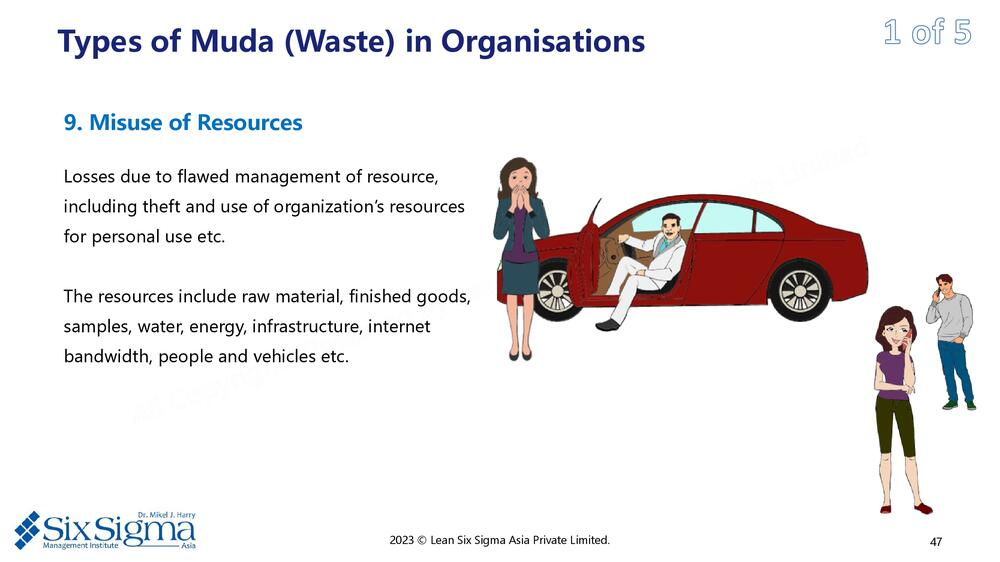 Types of Muda (Waste) in Organisations
1 of 5
9. Misuse of Resources
Losses due to flawed management of resource,
including theft and use of organization’s resources
for personal use etc.
The resources include raw material, finished goods,
samples, water, energy, infrastructure, internet
bandwidth, people and vehicles etc.
Dr. Mikel J. Harry
Six Sigma
Management Institute Asia
2023 © Lean Six Sigma Asia Private Limited.
47